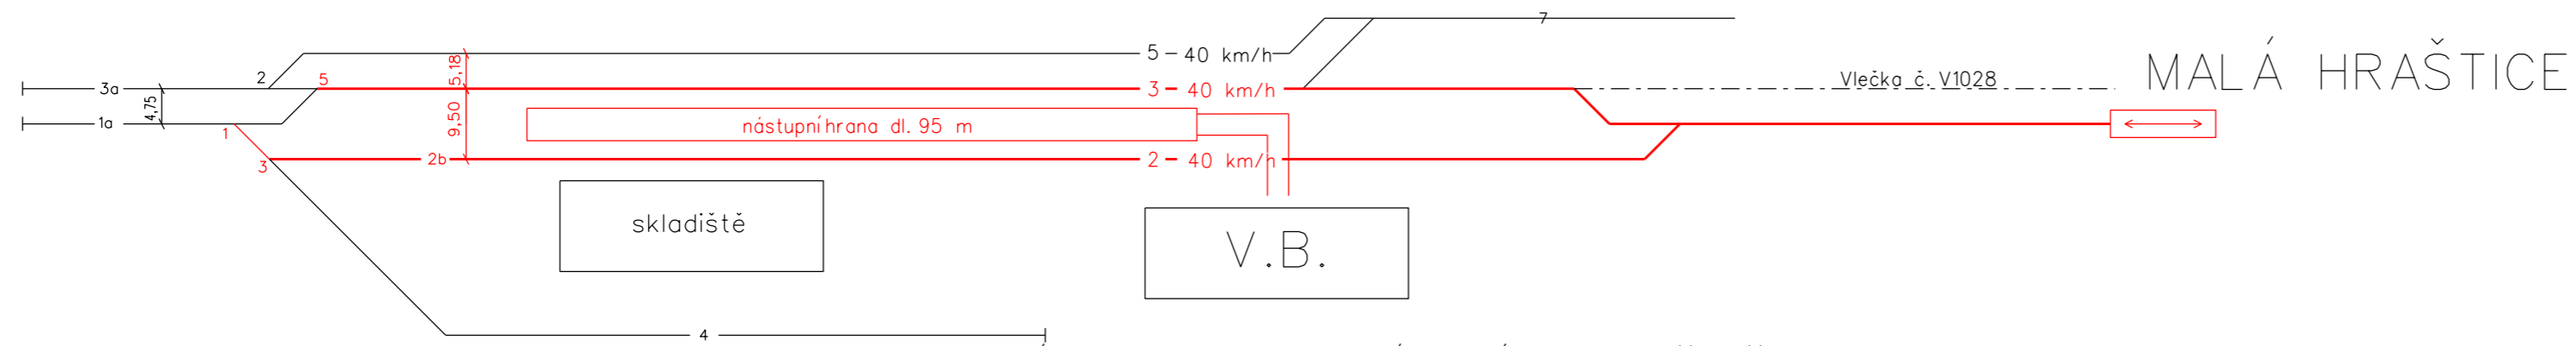 7
5 - 40 km/h
MALÁ HRAŠTICE
2
5
5,18
3a
3 - 40 km/h
Vlečka č. V1028
4,75
1a
1
9,50
nástupní hrana dl. 95 m
3
2b
2 - 40 km/h
skladiště
V.B.
4